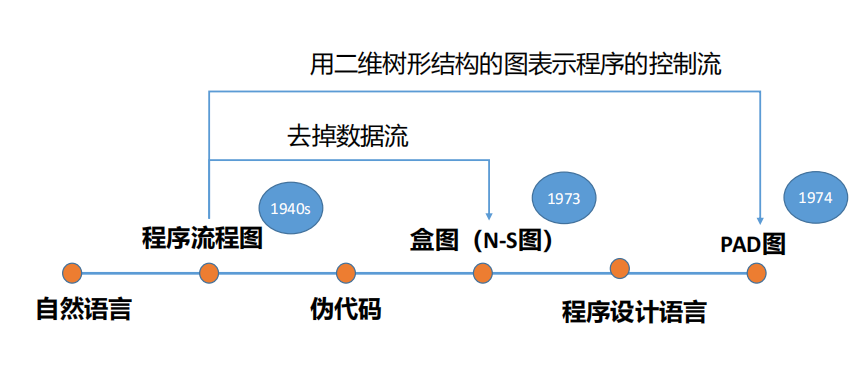 用二维树形结构的图表示程序的控制流
去掉数据流
1940s
1973
1974
程序流程图
盒图（N-S图）
PAD图
自然语言
伪代码
程序设计语言